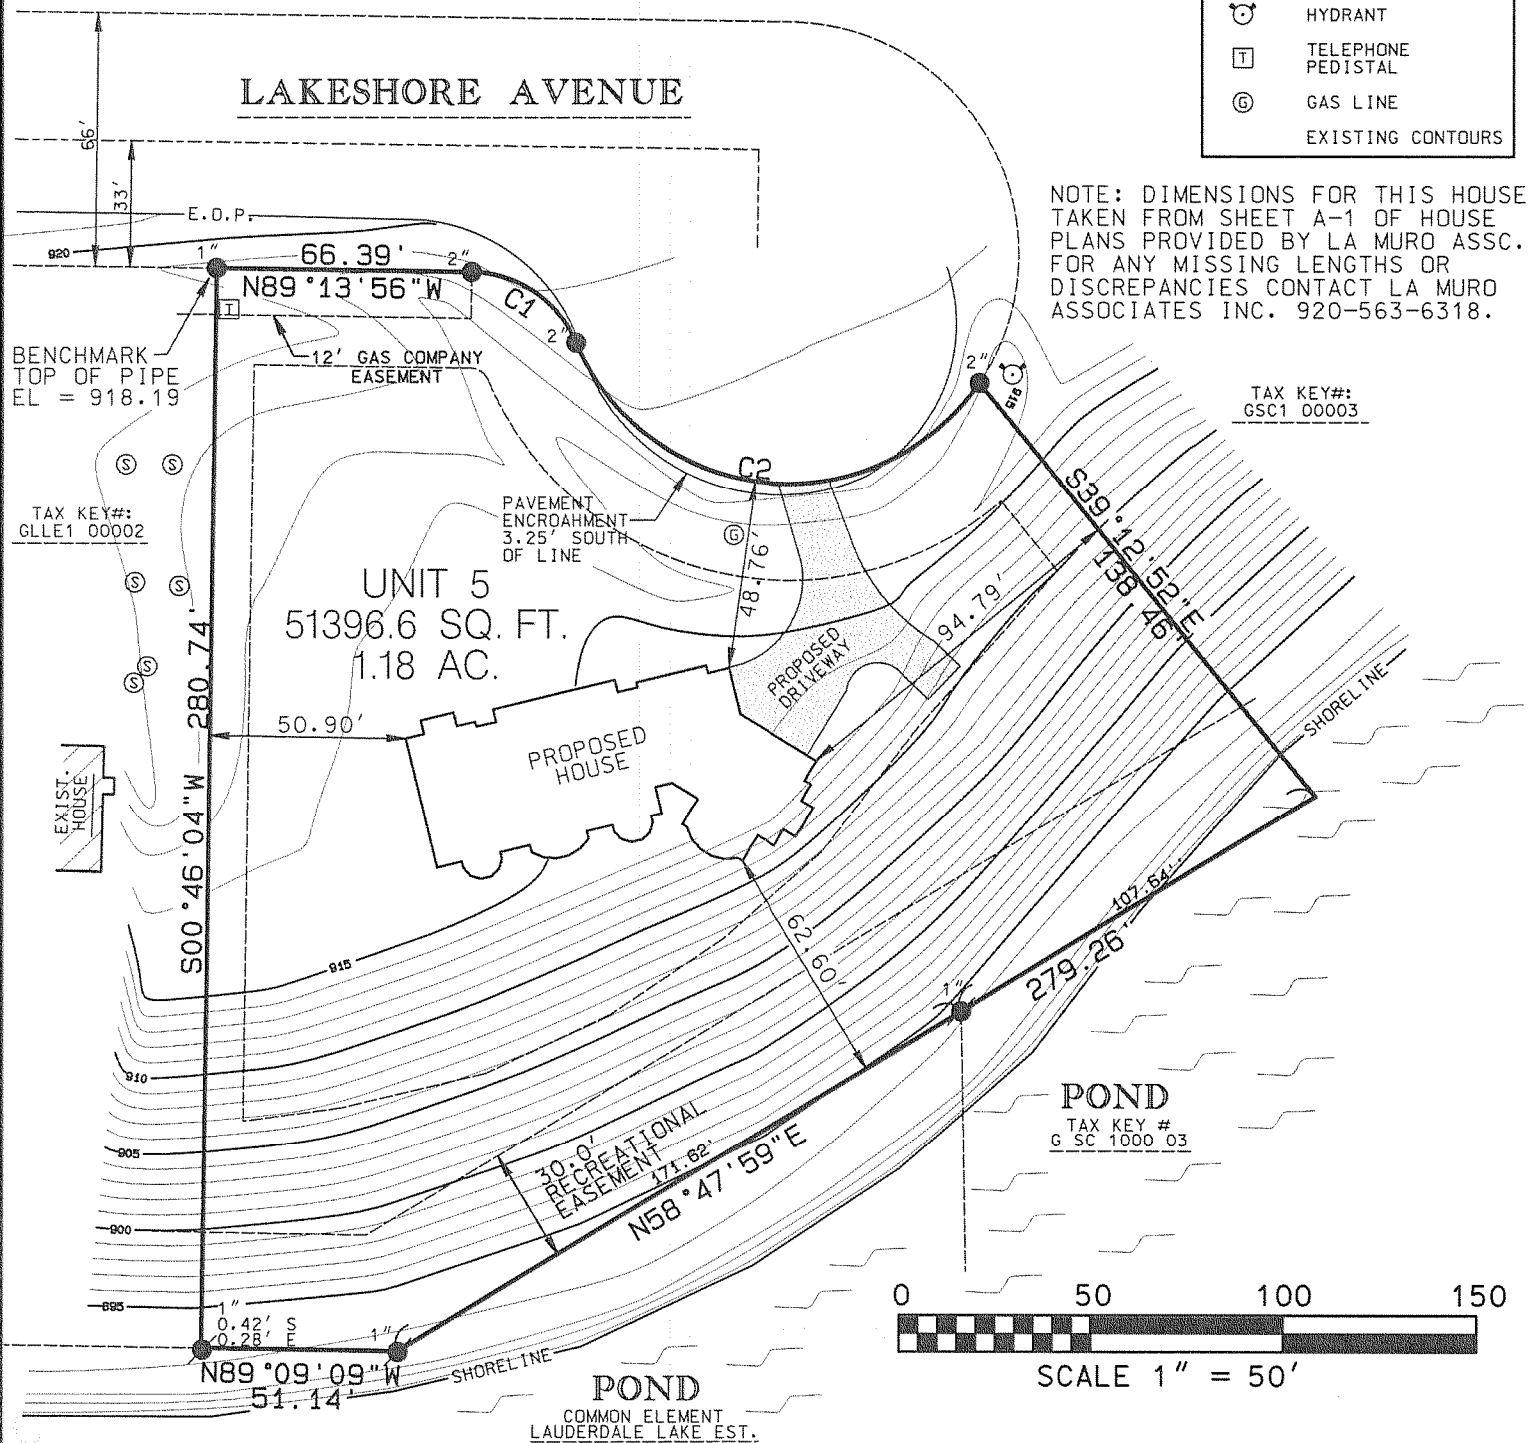 HYDRANT
T
TELEPHONE
PEDISTAL
G
GAS LINE
EXISTING CONTOURS
LAKESHORE AVENUE
66'
33'
NOTE: DIMENSIONS FOR THIS HOUSE
TAKEN FROM SHEET A-1 OF HOUSE
PLANS PROVIDED BY LA MURO ASSC.
FOR ANY MISSING LENGTHS OR
DISCREPANCIES CONTACT LA MURO
ASSOCIATES INC. 920-563-6318.
E.O.P.
920
1"
66.39'
2"
N89°13'56"W
C1
2"
T
BENCHMARK
TOP OF PIPE
EL = 918.19
12' GAS COMPANY
EASEMENT
2"
915
TAX KEY#:
GSC1 00003
S
S
C2
TAX KEY#:
GLLE1 00002
PAVEMENT
ENCROAHMENT
3.25' SOUTH
OF LINE
G
48.76'
S39°12'52"E
138.46'
S
S
UNIT 5
51396.6 SQ. FT.
1.18 AC.
94.79'
PROPOSED
DRIVEWAY
S
S
S00°46'04"W 280.74'
50.90'
PROPOSED
HOUSE
SHORELINE
EXIST.
HOUSE
107.64'
279.26'
62.60'
915
1"
910
POND
TAX KEY #
G SC 1000 03
905
30.0'
RECREATIONAL
EASEMENT
171.62'
N58°47'59"E
900
895
1"
0.42' S
0.28' E
1"
N89°09'09"W
51.14'
SHORELINE
POND
COMMON ELEMENT
LAUDERDALE LAKE EST.
0 50 100 150
SCALE 1" = 50'